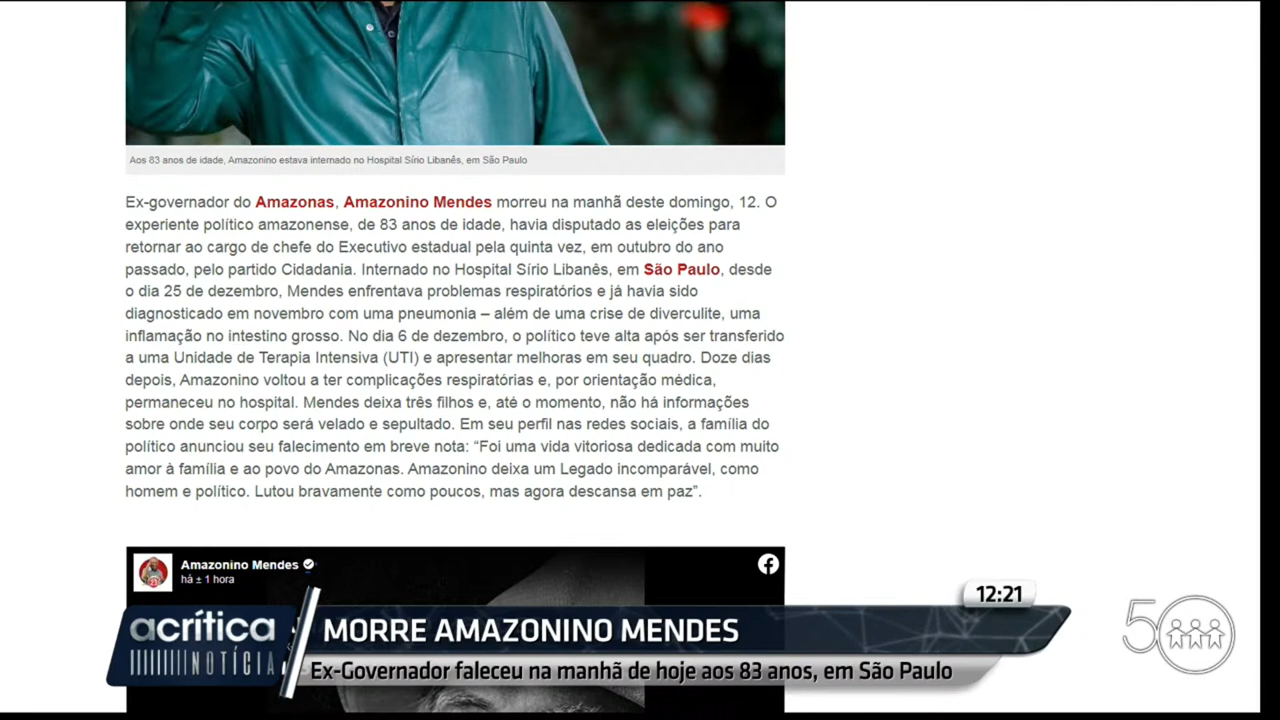 Aos 83 anos de idade, Amazonino estava internado no Hospital Sírio Libanês, em São Paulo
Ex-governador do Amazonas, Amazonino Mendes morreu na manhã deste domingo, 12. O
experiente político amazonense, de 83 anos de idade, havia disputado as eleições para
retornar ao cargo de chefe do Executivo estadual pela quinta vez, em outubro do ano
passado, pelo partido Cidadania. Internado no Hospital Sírio Libanês, em São Paulo, desde
o dia 25 de dezembro, Mendes enfrentava problemas respiratórios e já havia sido
diagnosticado em novembro com uma pneumonia – além de uma crise de diverculite, uma
inflamação no intestino grosso. No dia 6 de dezembro, o político teve alta após ser transferido
a uma Unidade de Terapia Intensiva (UTI) e apresentar melhoras em seu quadro. Doze dias
depois, Amazonino voltou a ter complicações respiratórias e, por orientação médica,
permaneceu no hospital. Mendes deixa três filhos e, até o momento, não há informações
sobre onde seu corpo será velado e sepultado. Em seu perfil nas redes sociais, a família do
político anunciou seu falecimento em breve nota: “Foi uma vida vitoriosa dedicada com muito
amor à família e ao povo do Amazonas. Amazonino deixa um Legado incomparável, como
homem e político. Lutou bravamente como poucos, mas agora descansa em paz”.
Amazonino Mendes
há ± 1 hora
12:21
acrítica
NOTÍCIA
MORRE AMAZONINO MENDES
Ex-Governador faleceu na manhã de hoje aos 83 anos, em São Paulo
50